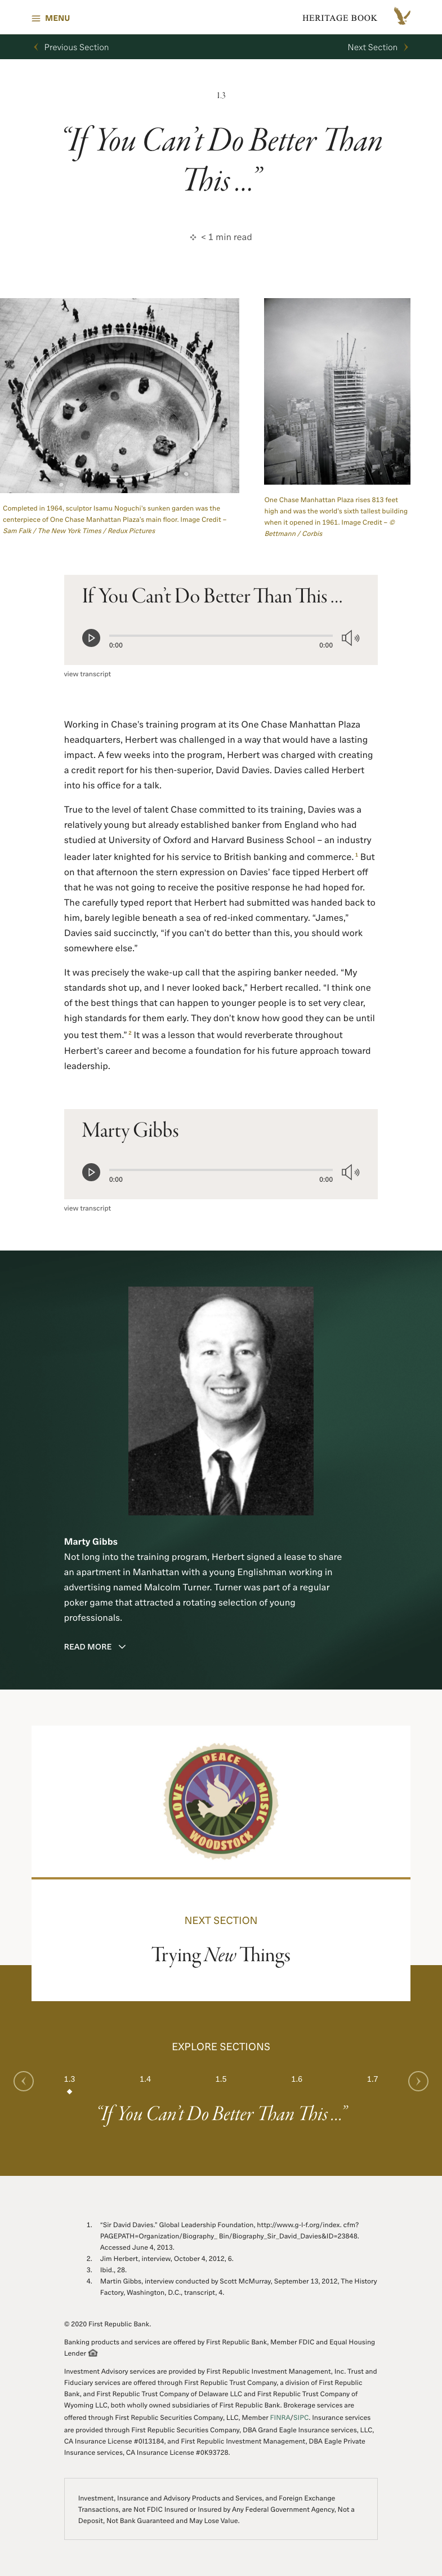 MENU
HERITAGE BOOK
Previous Section
Next Section
1.3
“If You Can’t Do Better Than
This ...”
< 1 min read
Completed in 1964, sculptor Isamu Noguchi’s sunken garden was the
centerpiece of One Chase Manhattan Plaza’s main floor. Image Credit –
Sam Falk / The New York Times / Redux Pictures
One Chase Manhattan Plaza rises 813 feet
high and was the world’s sixth tallest building
when it opened in 1961. Image Credit – ©
Bettmann / Corbis
If You Can’t Do Better Than This ...
0:00
0:00
view transcript
Working in Chase’s training program at its One Chase Manhattan Plaza
headquarters, Herbert was challenged in a way that would have a lasting
impact. A few weeks into the program, Herbert was charged with creating
a credit report for his then-superior, David Davies. Davies called Herbert
into his office for a talk.
True to the level of talent Chase committed to its training, Davies was a
relatively young but already established banker from England who had
studied at University of Oxford and Harvard Business School – an industry
leader later knighted for his service to British banking and commerce.1 But
on that afternoon the stern expression on Davies’ face tipped Herbert off
that he was not going to receive the positive response he had hoped for.
The carefully typed report that Herbert had submitted was handed back to
him, barely legible beneath a sea of red-inked commentary. “James,”
Davies said succinctly, “if you can’t do better than this, you should work
somewhere else.”
It was precisely the wake-up call that the aspiring banker needed. “My
standards shot up, and I never looked back,” Herbert recalled. “I think one
of the best things that can happen to younger people is to set very clear,
high standards for them early. They don’t know how good they can be until
you test them.”2 It was a lesson that would reverberate throughout
Herbert’s career and become a foundation for his future approach toward
leadership.
Marty Gibbs
0:00
0:00
view transcript
Marty Gibbs
Not long into the training program, Herbert signed a lease to share
an apartment in Manhattan with a young Englishman working in
advertising named Malcolm Turner. Turner was part of a regular
poker game that attracted a rotating selection of young
professionals.
READ MORE
LOVE
PEACE
MUSIC
WOODSTOCK
NEXT SECTION
Trying New Things
EXPLORE SECTIONS
1.3
1.4
1.5
1.6
1.7
“If You Can’t Do Better Than This ...”
1. “Sir David Davies.” Global Leadership Foundation, http://www.g-l-f.org/index. cfm?
PAGEPATH=Organization/Biography_ Bin/Biography_Sir_David_Davies&ID=23848.
Accessed June 4, 2013.
2. Jim Herbert, interview, October 4, 2012, 6.
3. Ibid., 28.
4. Martin Gibbs, interview conducted by Scott McMurray, September 13, 2012, The History
Factory, Washington, D.C., transcript, 4.
© 2020 First Republic Bank.
Banking products and services are offered by First Republic Bank, Member FDIC and Equal Housing
Lender
Investment Advisory services are provided by First Republic Investment Management, Inc. Trust and
Fiduciary services are offered through First Republic Trust Company, a division of First Republic
Bank, and First Republic Trust Company of Delaware LLC and First Republic Trust Company of
Wyoming LLC, both wholly owned subsidiaries of First Republic Bank. Brokerage services are
offered through First Republic Securities Company, LLC, Member FINRA/SIPC. Insurance services
are provided through First Republic Securities Company, DBA Grand Eagle Insurance services, LLC,
CA Insurance License #0I13184, and First Republic Investment Management, DBA Eagle Private
Insurance services, CA Insurance License #0K93728.
Investment, Insurance and Advisory Products and Services, and Foreign Exchange
Transactions, are Not FDIC Insured or Insured by Any Federal Government Agency, Not a
Deposit, Not Bank Guaranteed and May Lose Value.